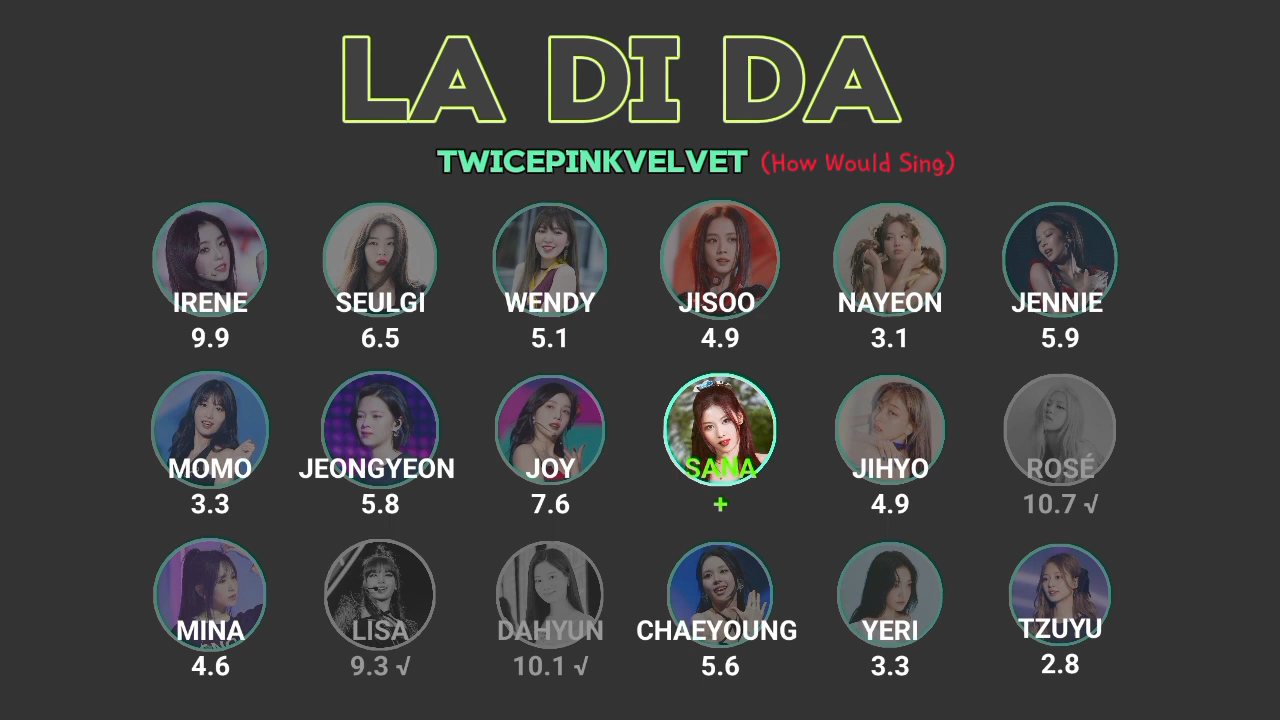 LA DI DA
TWICEPINKVELVET (How Would Sing)
IRENE SEULGI WENDY JISOO NAYEON JENNIE
9.9 6.5 5.1 4.9 3.1 5.9
MOMO JEONGYEON JOY SANA JIHYO ROSÉ
3.3 5.8 7.6 + 4.9 10.7 √
MINA LISA DAHYUN CHAEYOUNG YERI TZUYU
4.6 9.3 √ 10.1 √ 5.6 3.3 2.8